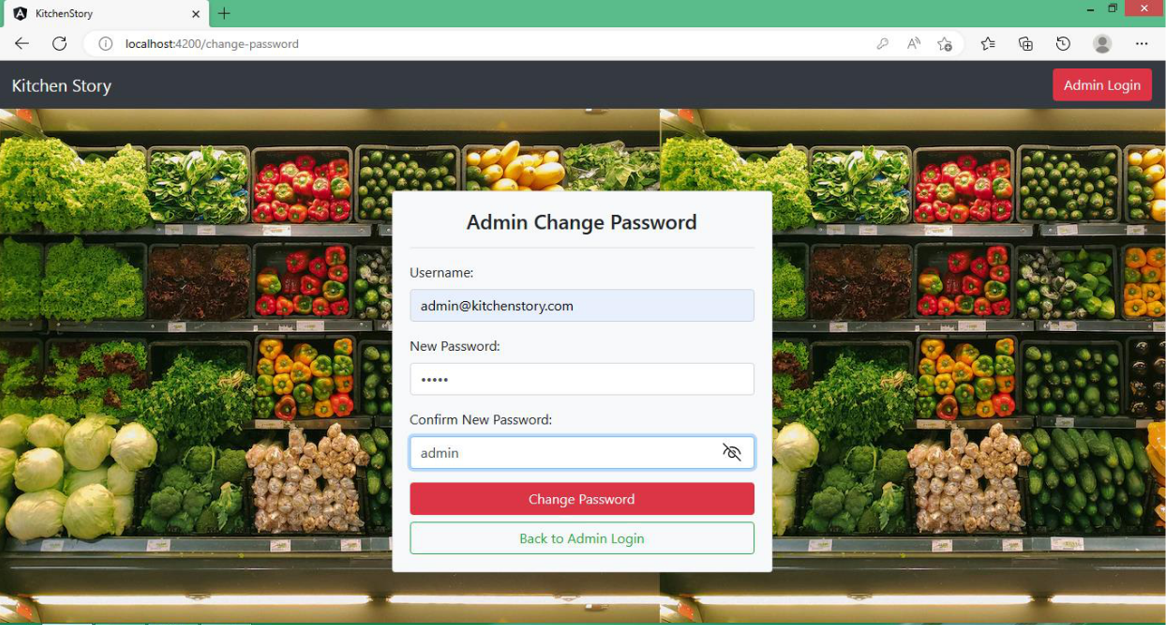 KitchenStory
localhost:4200/change-password
Kitchen Story
Admin Login
Admin Change Password
Username:
admin@kitchenstory.com
New Password:
•••••
Confirm New Password:
admin
Change Password
Back to Admin Login